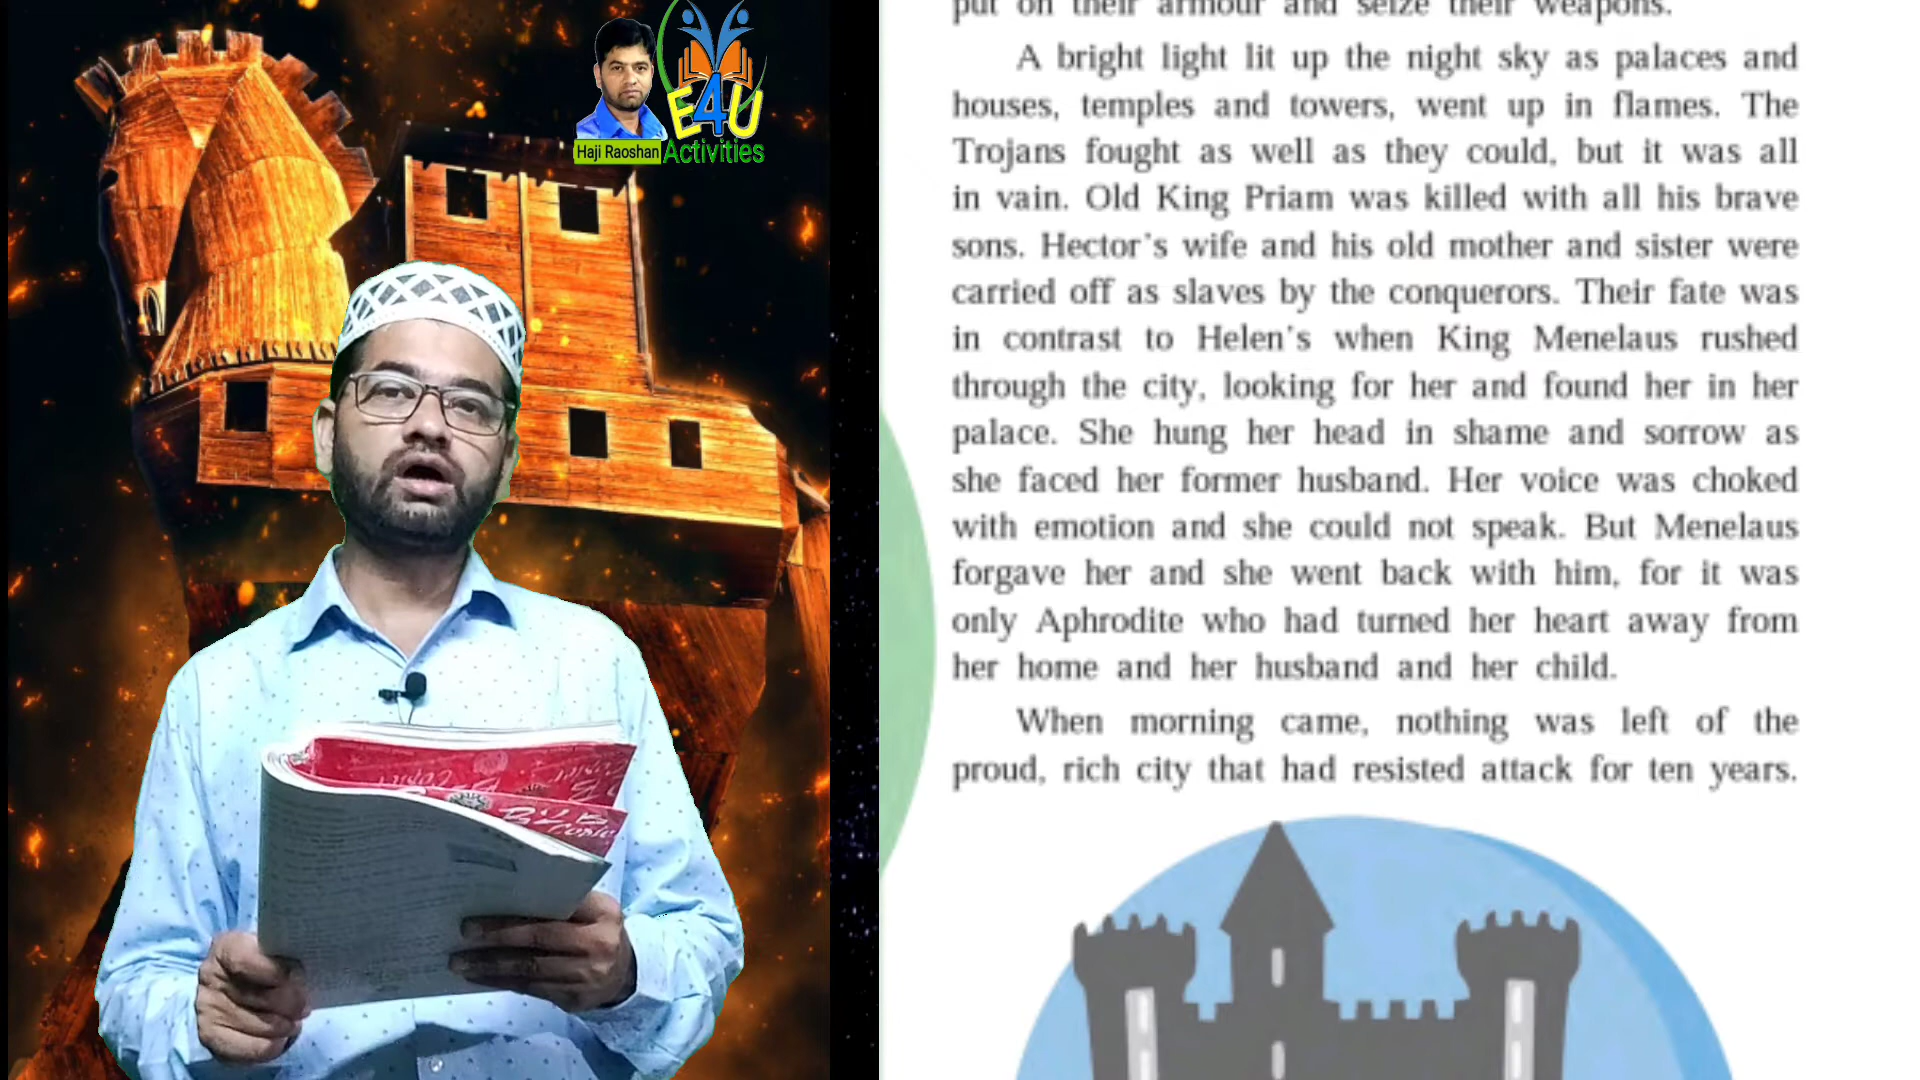 Haji Raoshan
E4U
Activities
put on their armour and seize their weapons.
A bright light lit up the night sky as palaces and
houses, temples and towers, went up in flames. The
Trojans fought as well as they could, but it was all
in vain. Old King Priam was killed with all his brave
sons. Hector's wife and his old mother and sister were
carried off as slaves by the conquerors. Their fate was
in contrast to Helen's when King Menelaus rushed
through the city, looking for her and found her in her
palace. She hung her head in shame and sorrow as
she faced her former husband. Her voice was choked
with emotion and she could not speak. But Menelaus
forgave her and she went back with him, for it was
only Aphrodite who had turned her heart away from
her home and her husband and her child.
When morning came, nothing was left of the
proud, rich city that had resisted attack for ten years.